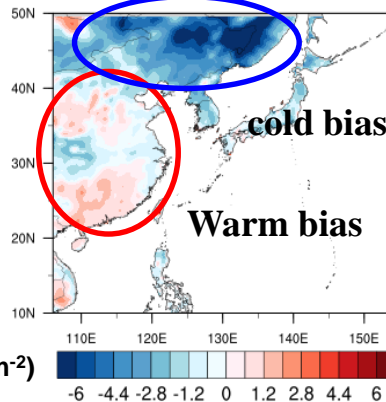 50N
40N
cold bias
30N
Warm bias
20N
10N
110E 120E 130E 140E 150E
m-2)
-6 -4.4 -2.8 -1.2 0 1.2 2.8 4.4 6